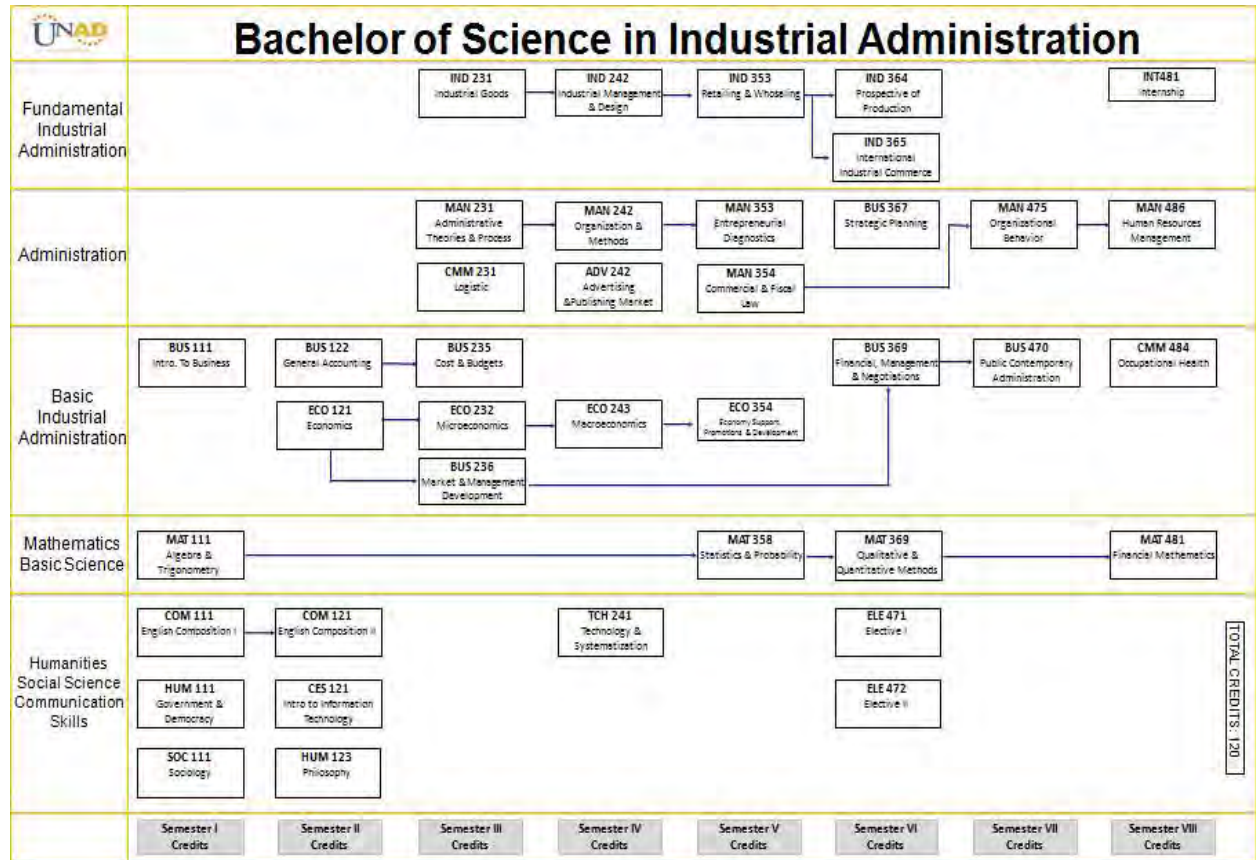 UNAD
Bachelor of Science in Industrial Administration
Fundamental
Industrial
Administration
IND 231
Industrial Goods
IND 242
Industrial Management
& Design
IND 353
Retailing & Whosaling
IND 364
Prospective of
Production
INT481
Internship
IND 365
International
Industrial Commerce
Administration
MAN 231
Administrative
Theories & Process
MAN 242
Organization &
Methods
MAN 353
Entrepreneurial
Diagnostics
BUS 367
Strategic Planning
MAN 475
Organizational
Behavior
MAN 486
Human Resources
Management
CMM 231
Logistic
ADV 242
Advertising
&Publishing Market
MAN 354
Commercial & Fiscal
Law
Basic
Industrial
Administration
BUS 111
Intro. To Business
BUS 122
General Accounting
BUS 235
Cost & Budgets
BUS 369
Financial, Management
& Negotiations
BUS 470
Public Contemporary
Administration
CMM 484
Occupational Health
ECO 121
Economics
ECO 232
Microeconomics
ECO 243
Macroeconomics
ECO 354
Economy Support,
Promotions & Development
BUS 236
Market & Management
Development
Mathematics
Basic Science
MAT 111
Algebra &
Trigonometry
MAT 358
Statistics & Probability
MAT 369
Qualitative &
Quantitative Methods
MAT 481
Financial Mathematics
Humanities
Social Science
Communication
Skills
COM 111
English Composition I
COM 121
English Composition II
TCH 241
Technology &
Systematization
ELE 471
Elective I
HUM 111
Government &
Democracy
CES 121
Intro to Information
Technology
ELE 472
Elective II
SOC 111
Sociology
HUM 123
Philosophy
TOTAL CREDITS: 120
Semester I
Credits
Semester II
Credits
Semester III
Credits
Semester IV
Credits
Semester V
Credits
Semester VI
Credits
Semester VII
Credits
Semester VIII
Credits